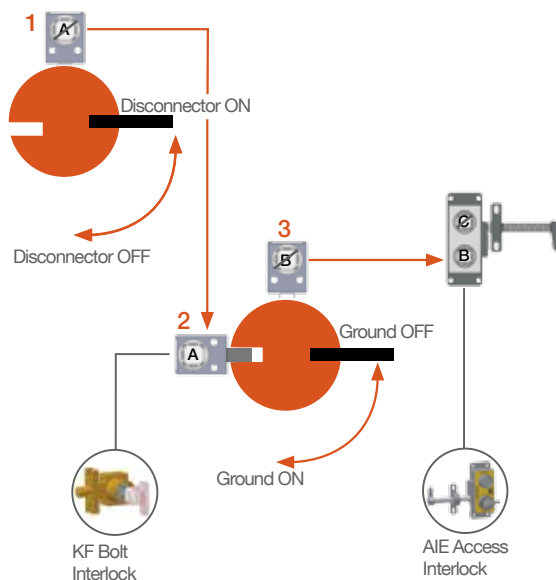 1
A
Disconnector ON
Disconnector OFF
3
B
C
B
2
A
Ground OFF
Ground ON
KF Bolt
Interlock
AIE Access
Interlock